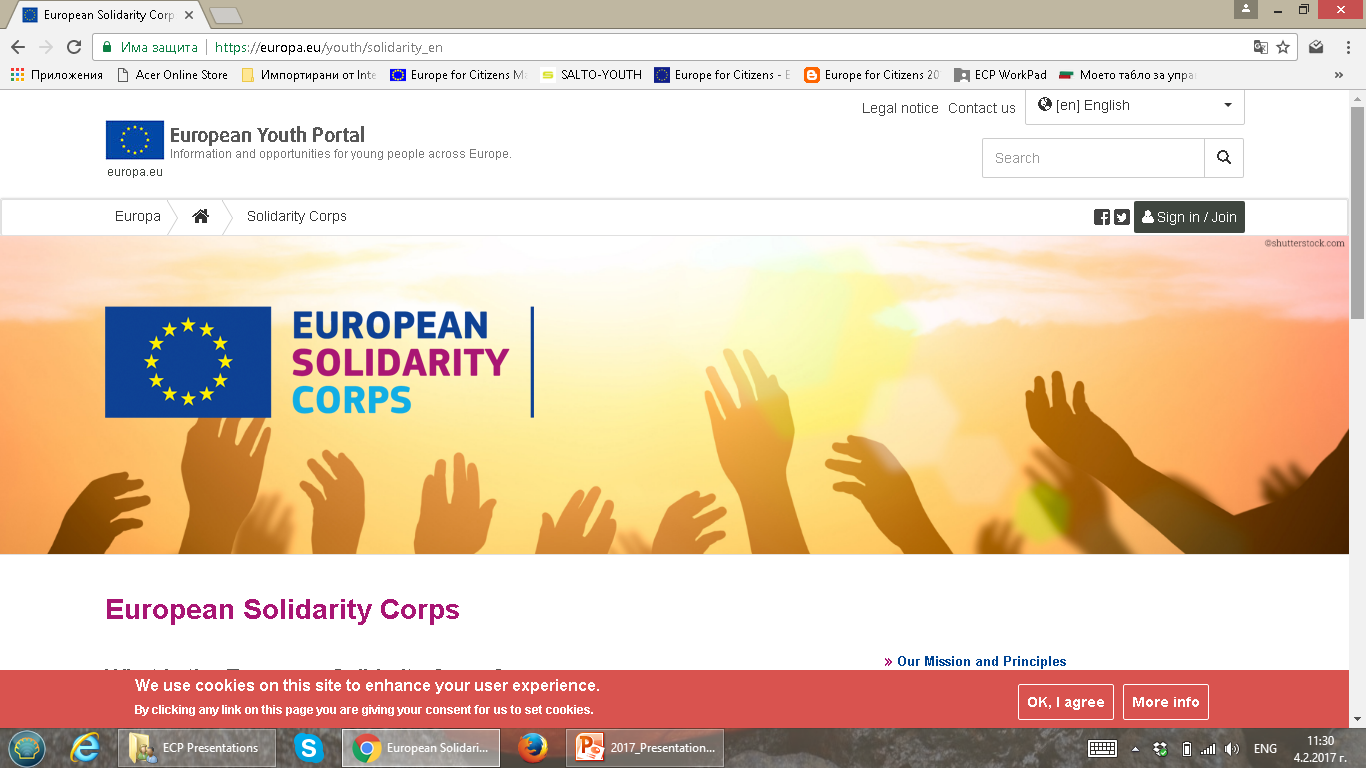 European Solidarity Corp
Има защита
https://europa.eu/youth/solidarity_en
Приложения
Acer Online Store
Импортирани от Inte
Europe for Citizens Ma
SALTO-YOUTH
Europe for Citizens - E
Europe for Citizens 20
ECP WorkPad
Моето табло за упра
»
Legal notice Contact us
[en] English
European Youth Portal
Information and opportunities for young people across Europe.
europa.eu
Search
Europa
Solidarity Corps
Sign in / Join
©shutterstock.com
EUROPEAN
SOLIDARITY
CORPS
European Solidarity Corps
» Our Mission and Principles
We use cookies on this site to enhance your user experience.
By clicking any link on this page you are giving your consent for us to set cookies.
OK, I agree
More info
ECP Presentations
European Solidari...
2017_Presentation...
ENG
11:30
4.2.2017 г.